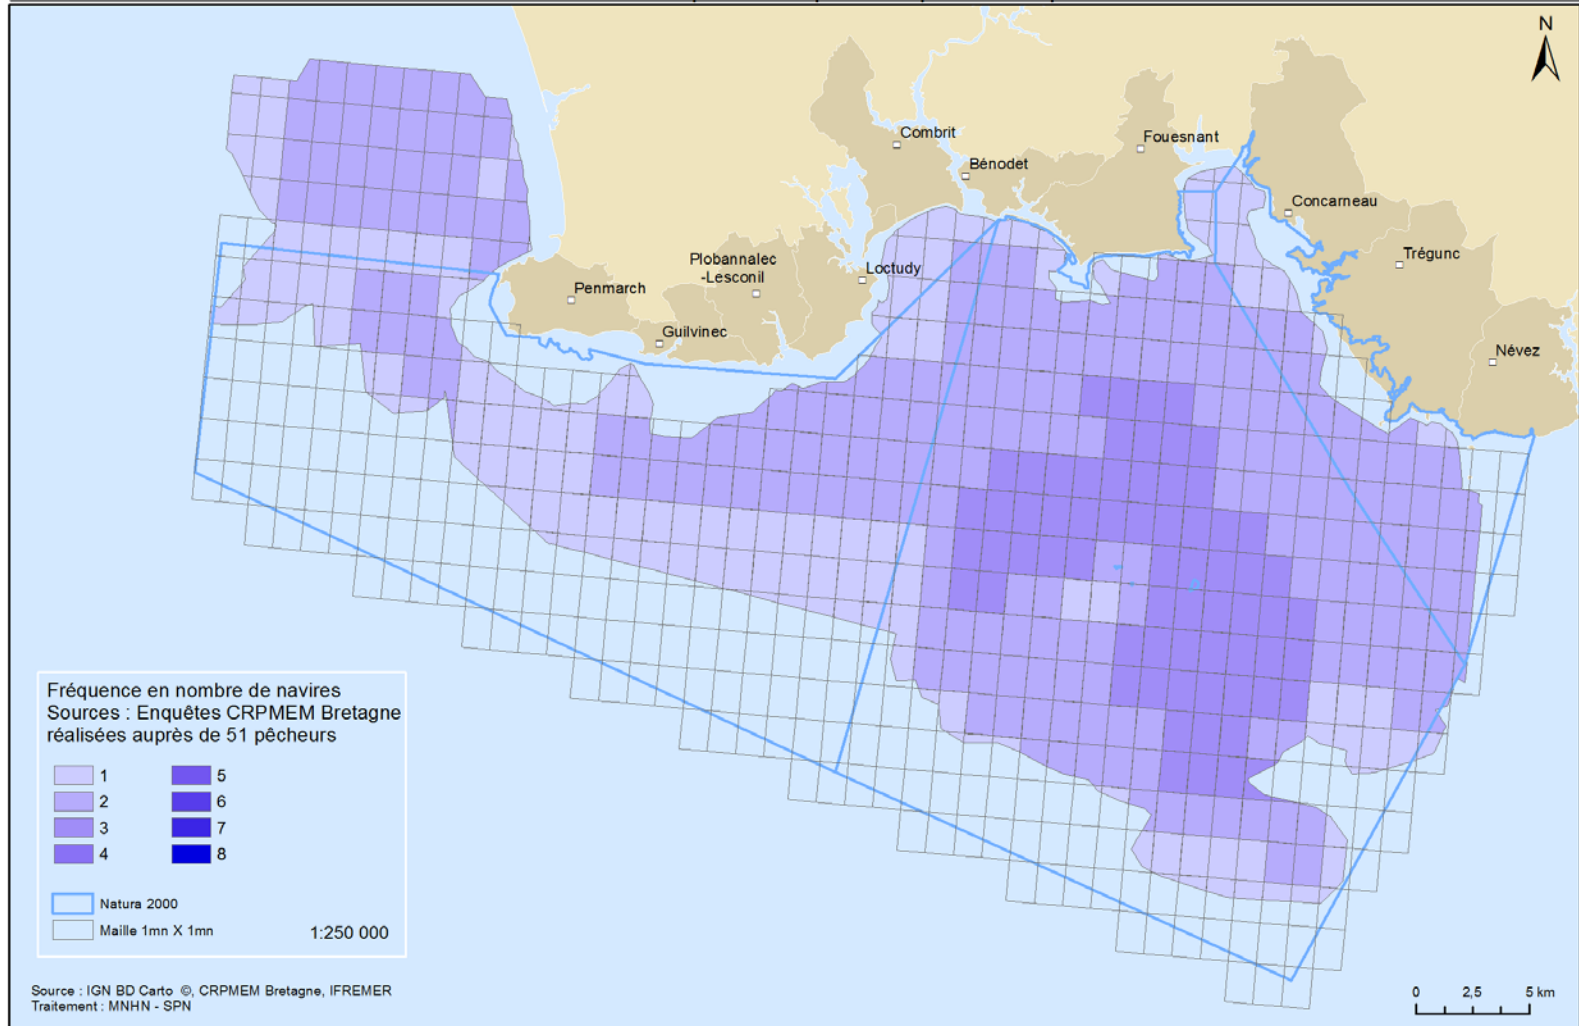 N
Combrit
Fouesnant
Bénodet
Concarneau
Plobannalec
-Lesconil
Loctudy
Trégunc
Penmarch
Guilvinec
Névez
Fréquence en nombre de navires
Sources : Enquêtes CRPMEM Bretagne
réalisées auprès de 51 pêcheurs
1 5
2 6
3 7
4 8
Natura 2000
Maille 1mn X 1mn 1:250 000
Source : IGN BD Carto ©, CRPMEM Bretagne, IFREMER
Traitement : MNHN - SPN
0 2,5 5 km